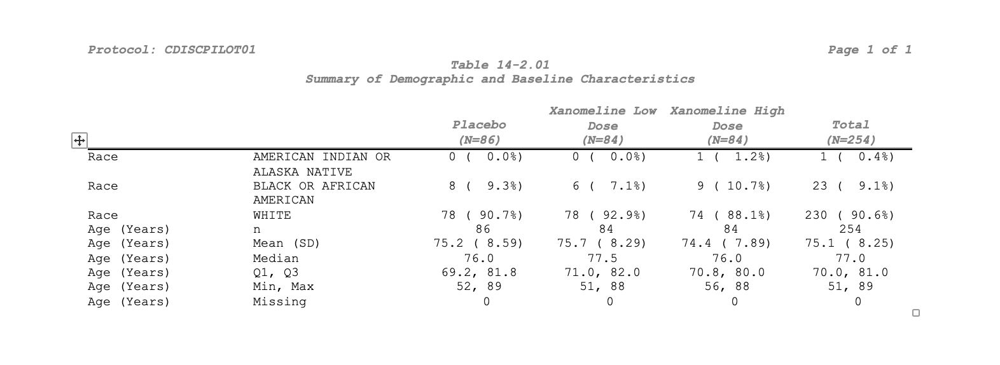 Protocol: CDISCPILOT01 Page 1 of 1
Table 14-2.01
Summary of Demographic and Baseline Characteristics
Xanomeline Low Xanomeline High
Placebo Dose Dose Total
(N=86) (N=84) (N=84) (N=254)
Race AMERICAN INDIAN OR 0 ( 0.0%) 0 ( 0.0%) 1 ( 1.2%) 1 ( 0.4%)
ALASKA NATIVE
Race BLACK OR AFRICAN 8 ( 9.3%) 6 ( 7.1%) 9 ( 10.7%) 23 ( 9.1%)
AMERICAN
Race WHITE 78 ( 90.7%) 78 ( 92.9%) 74 ( 88.1%) 230 ( 90.6%)
Age (Years) n 86 84 84 254
Age (Years) Mean (SD) 75.2 ( 8.59) 75.7 ( 8.29) 74.4 ( 7.89) 75.1 ( 8.25)
Age (Years) Median 76.0 77.5 76.0 77.0
Age (Years) Q1, Q3 69.2, 81.8 71.0, 82.0 70.8, 80.0 70.0, 81.0
Age (Years) Min, Max 52, 89 51, 88 56, 88 51, 89
Age (Years) Missing 0 0 0 0